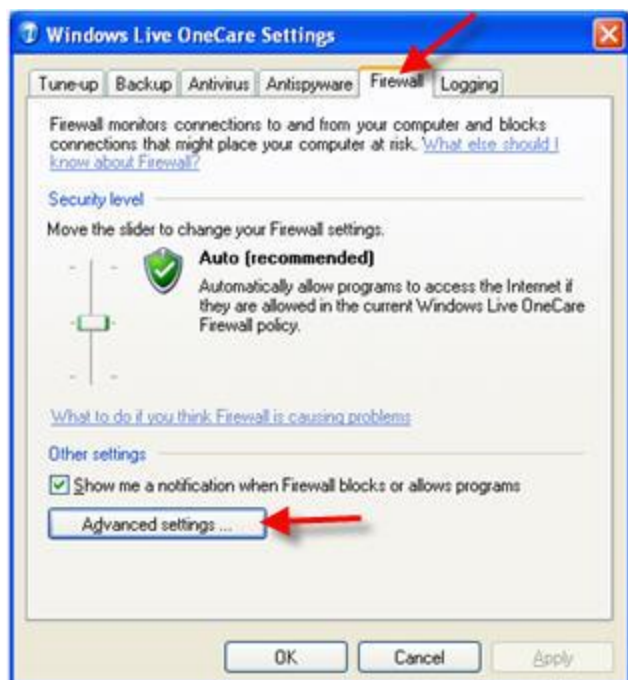 Windows Live OneCare Settings
Tune-up Backup Antivirus Antispyware Firewall Logging
Firewall monitors connections to and from your computer and blocks
connections that might place your computer at risk. What else should I
know about Firewall?
Security level
Move the slider to change your Firewall settings.
Auto (recommended)
Automatically allow programs to access the Internet if
they are allowed in the current Windows Live OneCare
Firewall policy.
What to do if you think Firewall is causing problems
Other settings
Show me a notification when Firewall blocks or allows programs
Advanced settings ...
OK Cancel Apply